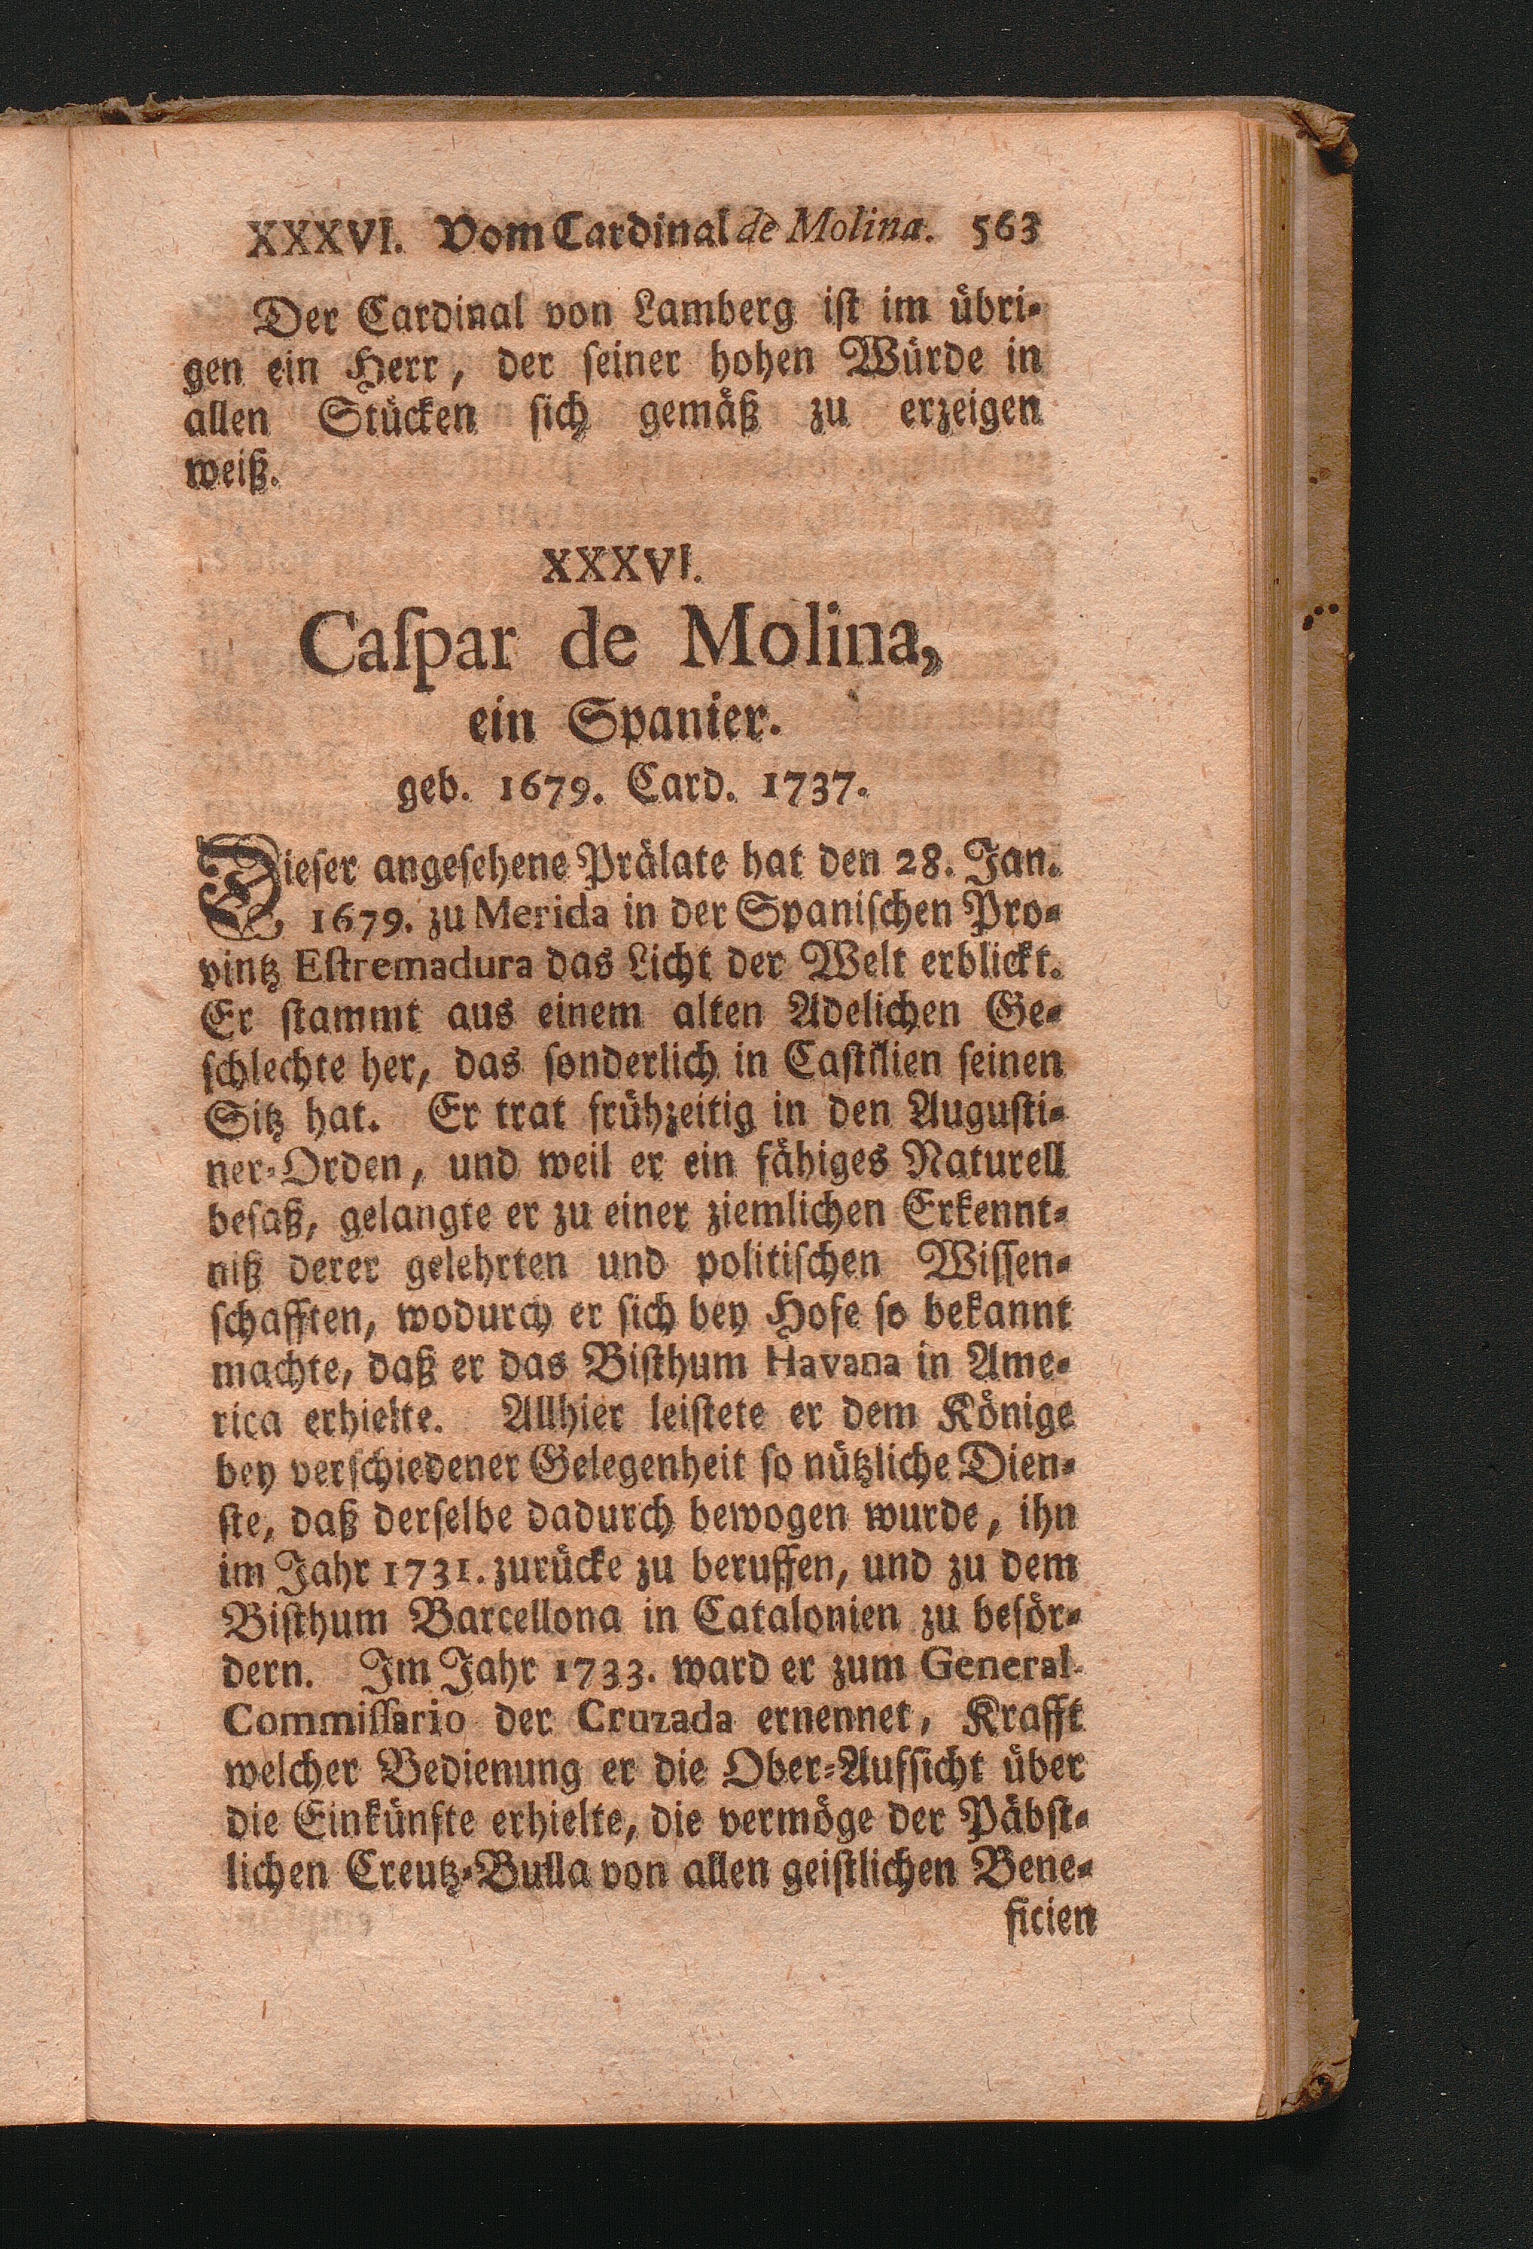 XXXVI. Vom Cardinal de Molina. 563
Der Cardinal von Lamberg iſt im übri-
gen ein Herr, der ſeiner hohen Würde in
allen Stücken ſich gemäß zu erzeigen
weiß.
XXXVI.
Caſpar de Molina,
ein Spanier.
geb. 1679. Card. 1737.
Dieſer angeſehene Prälate hat den 28. Jan.
1679. zu Merida in der Spaniſchen Pro-
vintz Eſtremadura das Licht der Welt erblickt.
Er ſtammt aus einem alten Adelichen Ge-
ſchlechte her, das ſonderlich in Caſtilien ſeinen
Sitz hat. Er trat frühzeitig in den Auguſti-
ner-Orden, und weil er ein fähiges Naturell
beſaß, gelangte er zu einer ziemlichen Erkennt-
niß derer gelehrten und politiſchen Wiſſen-
ſchafften, wodurch er ſich bey Hofe ſo bekannt
machte, daß er das Biſthum Havana in Ame-
rica erhielte. Allhier leiſtete er dem Könige
bey verſchiedener Gelegenheit ſo nützliche Dien-
ſte, daß derſelbe dadurch bewogen wurde, ihn
im Jahr 1731. zurücke zu beruffen, und zu dem
Biſthum Barcellona in Catalonien zu beför-
dern. Im Jahr 1733. ward er zum General-
Commiſſario der Cruzada ernennet, Krafft
welcher Bedienung er die Ober-Aufſicht über
die Einkünfte erhielte, die vermöge der Päbſt-
lichen Creutz-Bulla von allen geiſtlichen Bene-
ficien